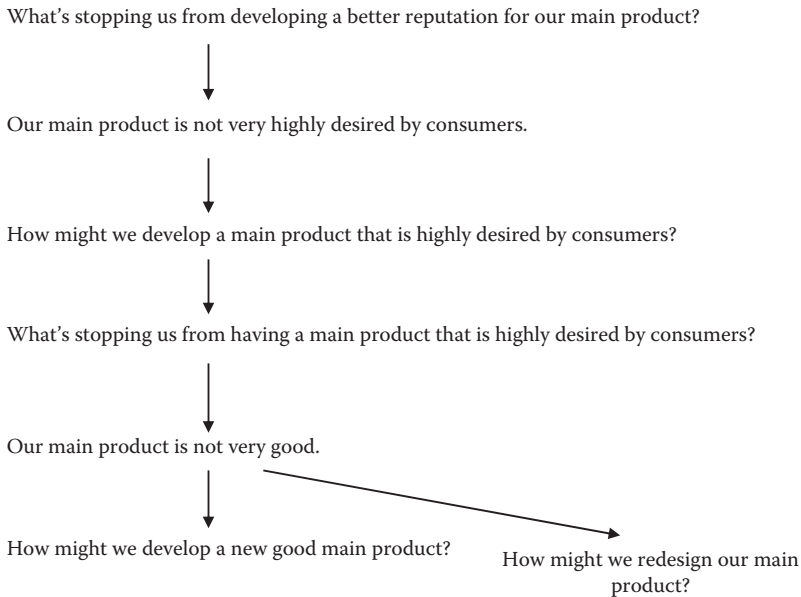 What’s stopping us from developing a better reputation for our main product?
Our main product is not very highly desired by consumers.
How might we develop a main product that is highly desired by consumers?
What’s stopping us from having a main product that is highly desired by consumers?
Our main product is not very good.
How might we develop a new good main product?
How might we redesign our main
product?